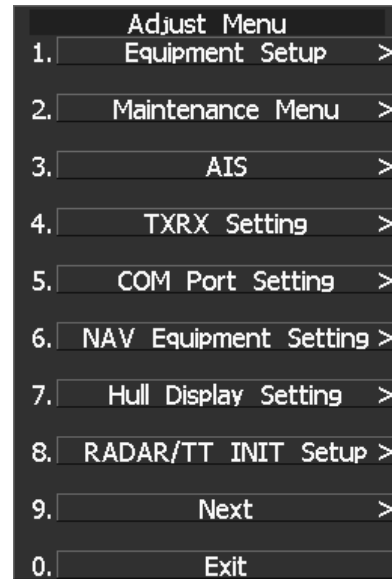 Adjust Menu
1. Equipment Setup >
2. Maintenance Menu >
3. AIS >
4. TXRX Setting >
5. COM Port Setting >
6. NAV Equipment Setting >
7. Hull Display Setting >
8. RADAR/TT INIT Setup >
9. Next >
0. Exit